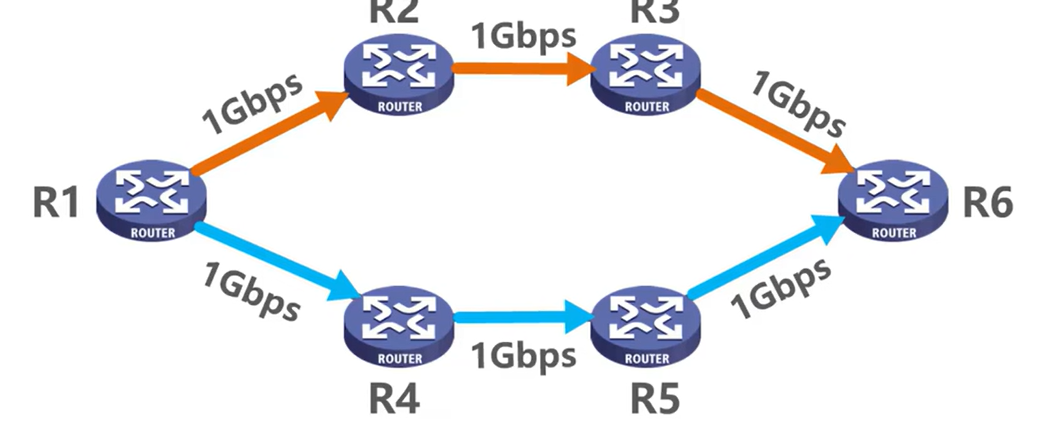 R2
R3
1Gbps
1Gbps
1Gbps
ROUTER
ROUTER
R1
ROUTER
R6
ROUTER
1Gbps
1Gbps
1Gbps
ROUTER
ROUTER
R4
R5